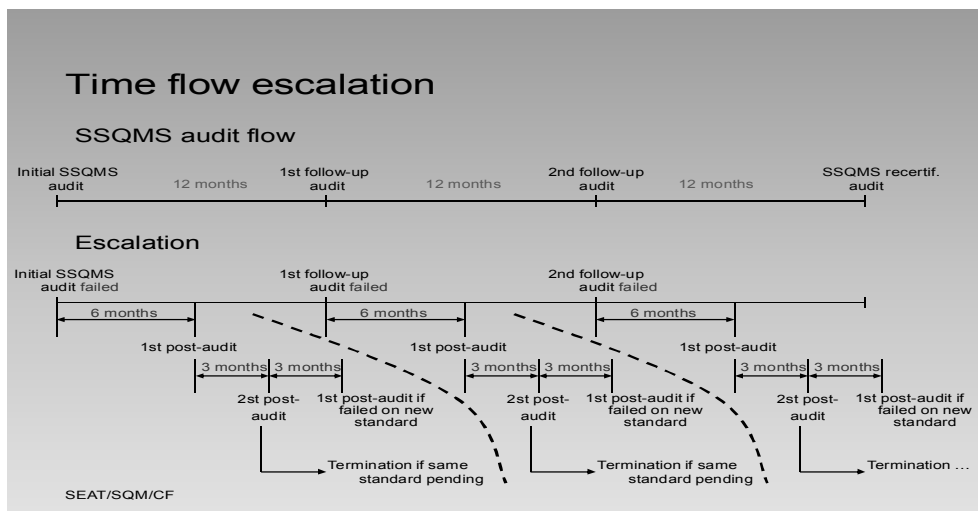 Time flow escalation
SSQMS audit flow
Initial SSQMS
audit
12 months
1st follow-up
audit
12 months
2nd follow-up
audit
12 months
SSQMS recertif.
audit
Escalation
Initial SSQMS
audit failed
1st follow-up
audit failed
2nd follow-up
audit failed
6 months
6 months
6 months
1st post-audit
1st post-audit
1st post-audit
3 months
3 months
3 months
3 months
3 months
3 months
2st post-
audit
1st post-audit if
failed on new
standard
2st post-
audit
1st post-audit if
failed on new
standard
2st post-
audit
1st post-audit if
failed on new
standard
Termination if same
standard pending
Termination if same
standard pending
Termination ...
SEAT/SQM/CF